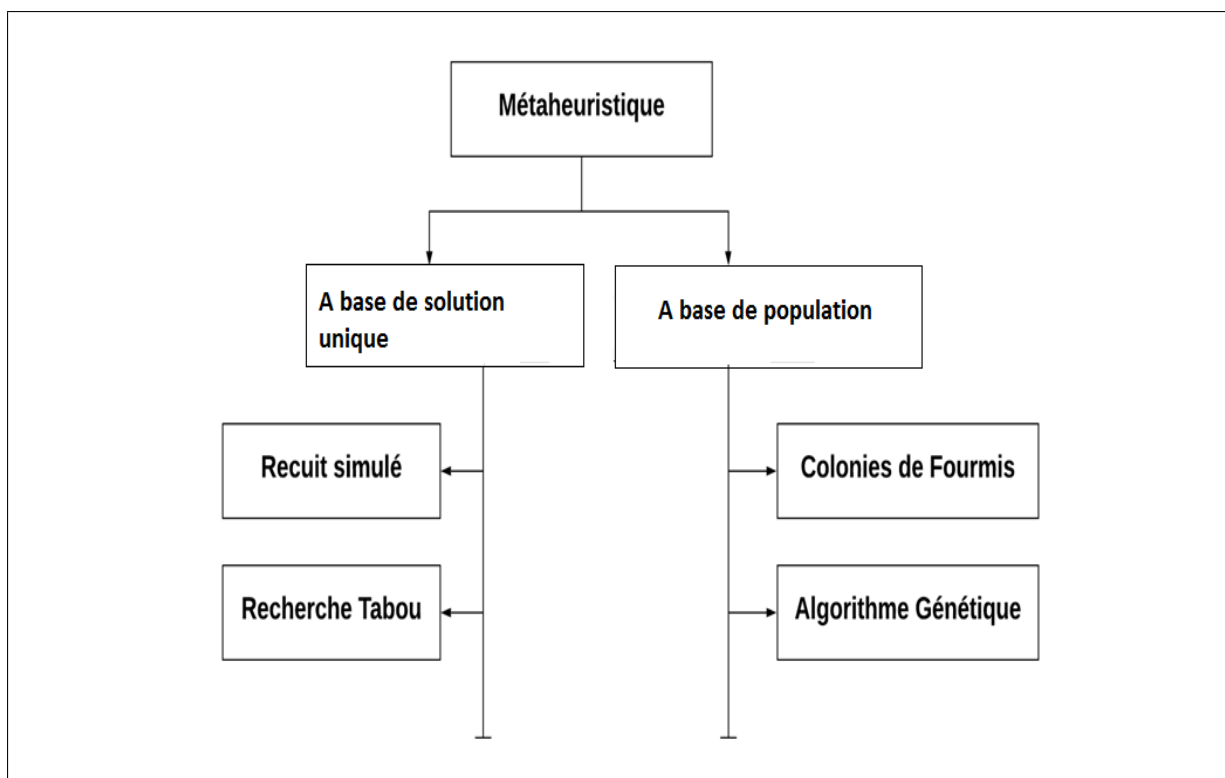 Métaheuristique
A base de solution
unique
A base de population
Recuit simulé
Colonies de Fourmis
Recherche Tabou
Algorithme Génétique